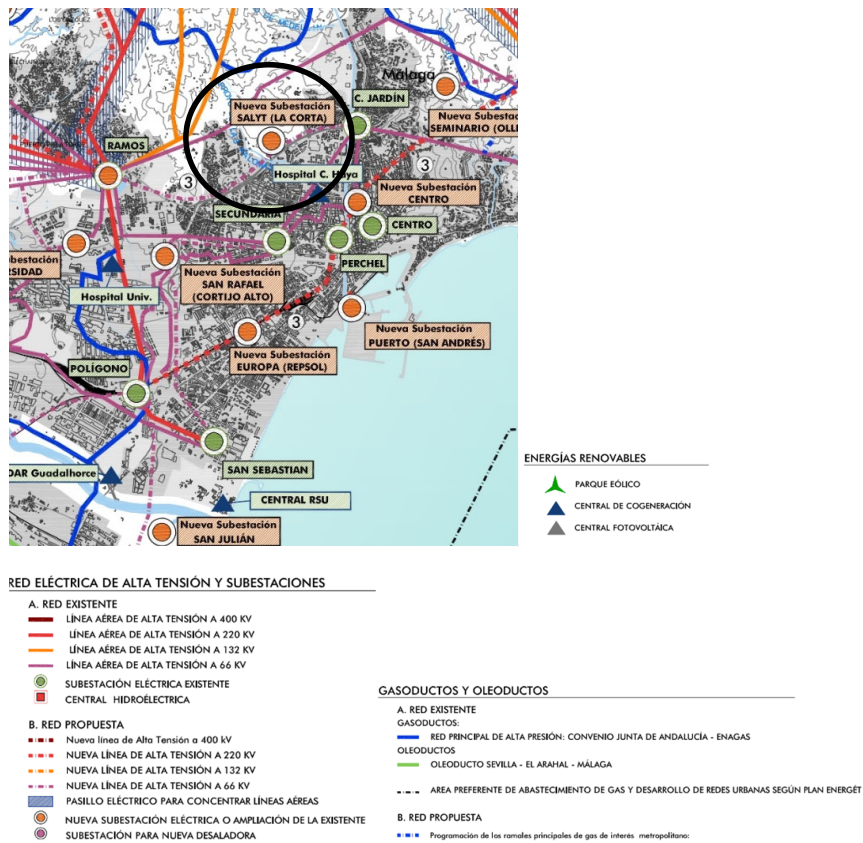 Málaga
Nueva Subestación
SALYT (LA CORTA)
C. JARDÍN
Nueva Subesta
SEMINARIO (OLL
RAMOS
3
3
Hospital C. Haya
Nueva Subestación
CENTRO
SECUNDARIA
CENTRO
PERCHEL
ubestación
RSIDAD
Nueva Subestación
SAN RAFAEL
(CORTIJO ALTO)
Hospital Univ.
3
Nueva Subestación
PUERTO (SAN ANDRÉS)
Nueva Subestación
EUROPA (REPSOL)
POLÍGONO
SAN SEBASTIAN
DAR Guadalhorce
CENTRAL RSU
Nueva Subestación
SAN JULIÁN
ENERGÍAS RENOVABLES
PARQUE EÓLICO
CENTRAL DE COGENERACIÓN
CENTRAL FOTOVOLTÁICA
RED ELÉCTRICA DE ALTA TENSIÓN Y SUBESTACIONES
A. RED EXISTENTE
LÍNEA AÉREA DE ALTA TENSIÓN A 400 KV
LÍNEA AÉREA DE ALTA TENSIÓN A 220 KV
LÍNEA AÉREA DE ALTA TENSIÓN A 132 KV
LÍNEA AÉREA DE ALTA TENSIÓN A 66 KV
SUBESTACIÓN ELÉCTRICA EXISTENTE
CENTRAL HIDROÉLECTRICA
B. RED PROPUESTA
Nueva línea de Alta Tensión a 400 kV
NUEVA LÍNEA DE ALTA TENSIÓN A 220 KV
NUEVA LÍNEA DE ALTA TENSIÓN A 132 KV
NUEVA LÍNEA DE ALTA TENSIÓN A 66 KV
PASILLO ELÉCTRICO PARA CONCENTRAR LÍNEAS AÉREAS
NUEVA SUBESTACIÓN ELÉCTRICA O AMPLIACIÓN DE LA EXISTENTE
SUBESTACIÓN PARA NUEVA DESALADORA
GASODUCTOS Y OLEODUCTOS
A. RED EXISTENTE
GASODUCTOS:
RED PRINCIPAL DE ALTA PRESIÓN: CONVENIO JUNTA DE ANDALUCÍA - ENAGAS
OLEODUCTOS
OLEODUCTO SEVILLA - EL ARAHAL - MÁLAGA
AREA PREFERENTE DE ABASTECIMIENTO DE GAS Y DESARROLLO DE REDES URBANAS SEGÚN PLAN ENERGÉT
B. RED PROPUESTA
Programación de los ramales principales de gas de interés metropolitano: